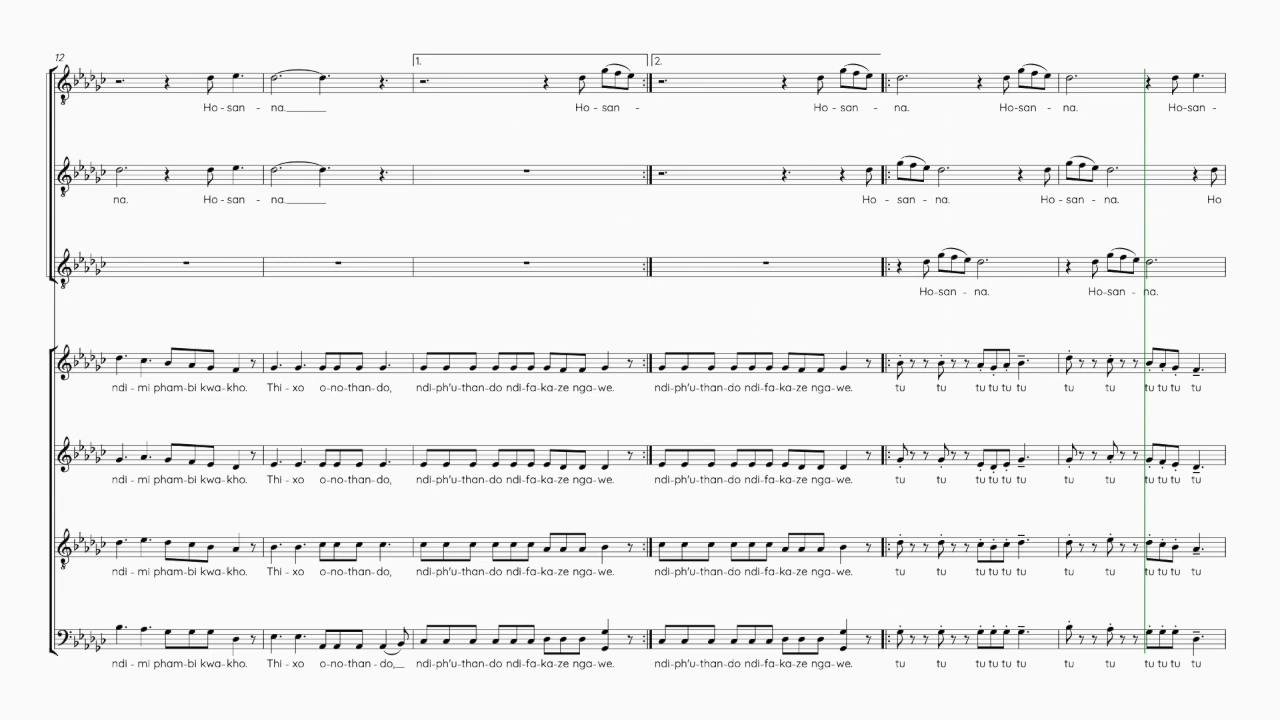 12
1.
2.
Ho - san - na. Ho - san - Ho - san - na. Ho-san - na. Ho-san -
na. Ho - san - na. Ho - san - na. Ho - san - na. Ho
Ho-san - na. Ho-san - na.
ndi - mi pham-bi kwa-kho. Thi - xo o-no-than-do, ndi-ph'u-than-do ndi-fa-ka-ze nga-we. ndi-ph'u-than-do ndi-fa-ka-ze nga-we. tu tu tu tu tu tu tu tu tu tu tu tu
ndi - mi pham-bi kwa-kho. Thi - xo o-no-than-do, ndi-ph'u-than-do ndi-fa-ka-ze nga-we. ndi-ph'u-than-do ndi-fa-ka-ze nga-we. tu tu tu tu tu tu tu tu tu tu tu tu
ndi - mi pham-bi kwa-kho. Thi - xo o-no-than-do, ndi-ph'u-than-do ndi-fa-ka-ze nga-we. ndi-ph'u-than-do ndi-fa-ka-ze nga-we. tu tu tu tu tu tu tu tu tu tu tu tu
ndi - mi pham-bi kwa-kho. Thi - xo o-no-than-do, ndi-ph'u-than-do ndi-fa-ka-ze nga-we. ndi-ph'u-than-do ndi-fa-ka-ze nga-we. tu tu tu tu tu tu tu tu tu tu tu tu